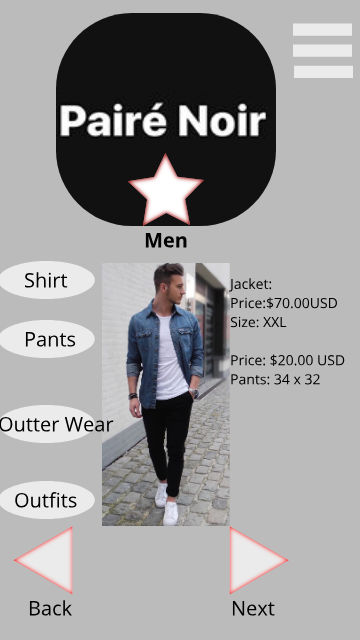 Pairé Noir
Men
Shirt
Pants
Outter Wear
Outfits
Jacket:
Price:$70.00USD
Size: XXL
Price: $20.00 USD
Pants: 34 x 32
Back
Next